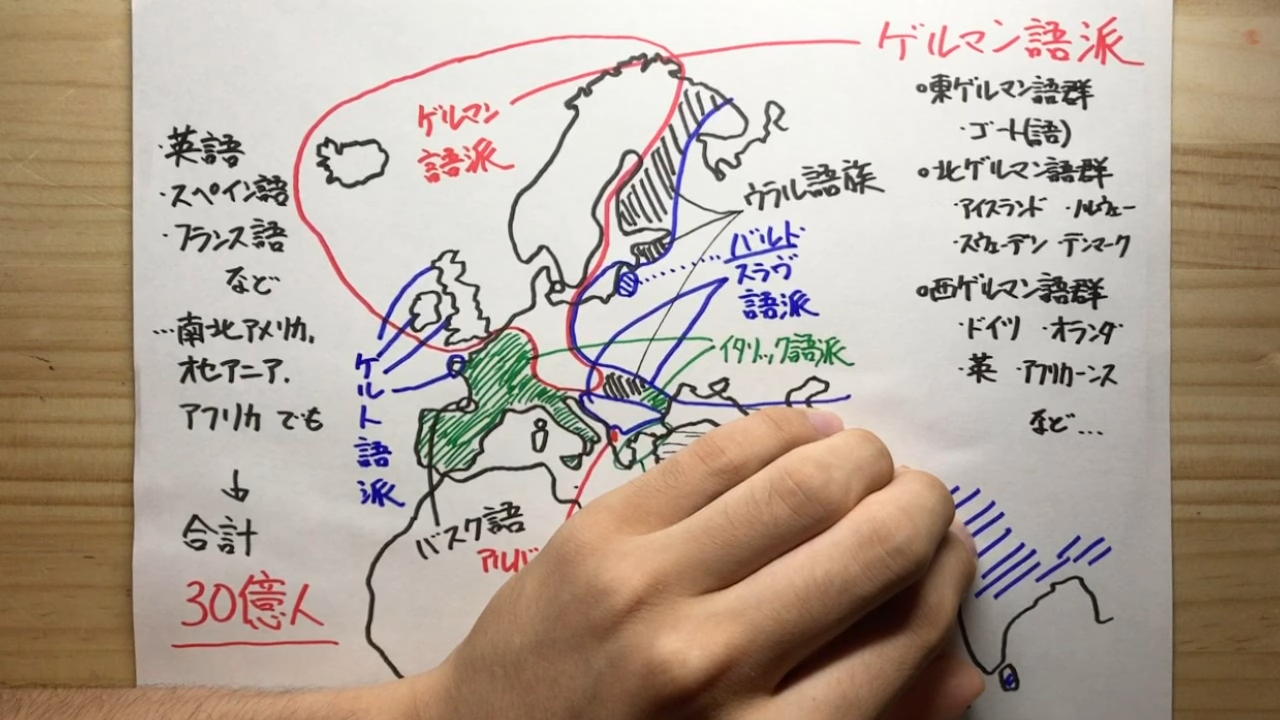 ・英語
・スペイン語
・フランス語
など
…南北アメリカ,
オセアニア.
アフリカ でも
↓
合計
30億人
ゲルマン
語派
ケルト語派
バスク語
アルバ
ウラル語族
バルド
スラヴ
語派
イタリック語派
ゲルマン語派
東ゲルマン語群
・ゴート(語)
北ゲルマン語群
・アイスランド ・ノルウェー
・スウェーデン デンマーク
西ゲルマン語群
・ドイツ ・オランダ
・英 ・アフリカーンス
など…